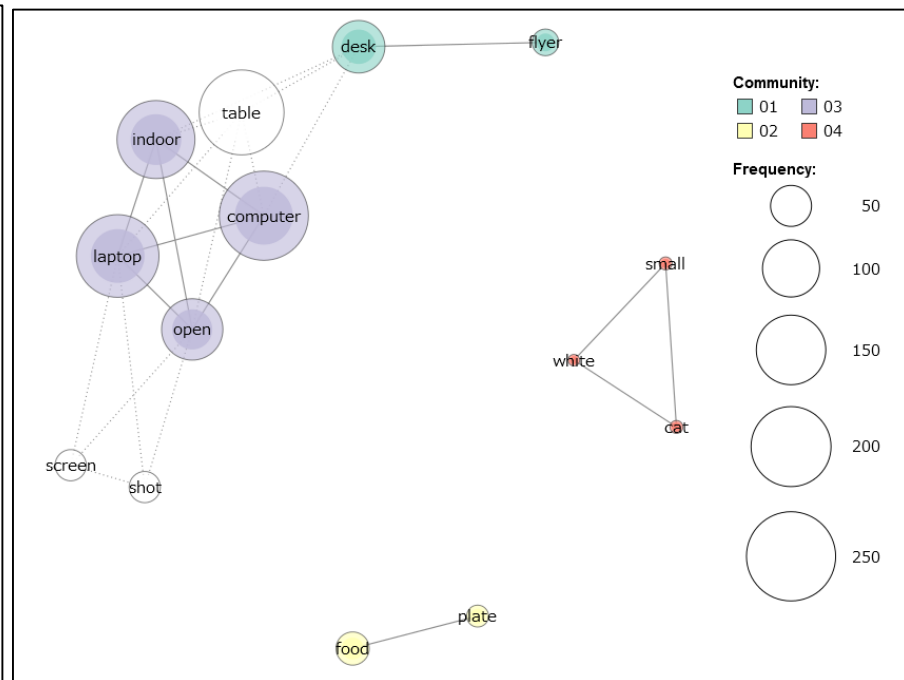 desk
flyer
table
indoor
computer
laptop
open
screen
shot
small
white
cat
plate
food
Community:
01 03
02 04
Frequency:
50
100
150
200
250